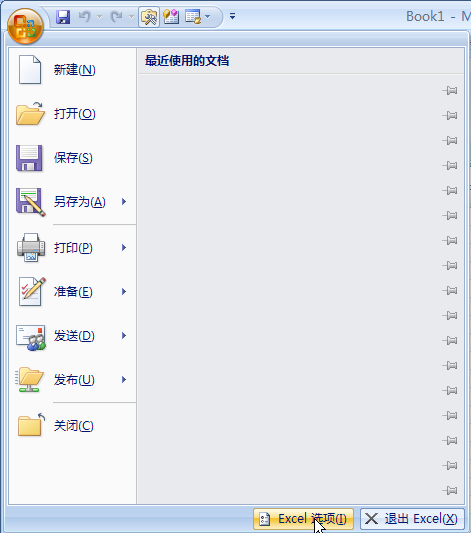 Book1 - M
最近使用的文档
新建(N)
打开(O)
保存(S)
另存为(A)
打印(P)
准备(E)
发送(D)
发布(U)
关闭(C)
Excel 选项(I)
退出 Excel(X)